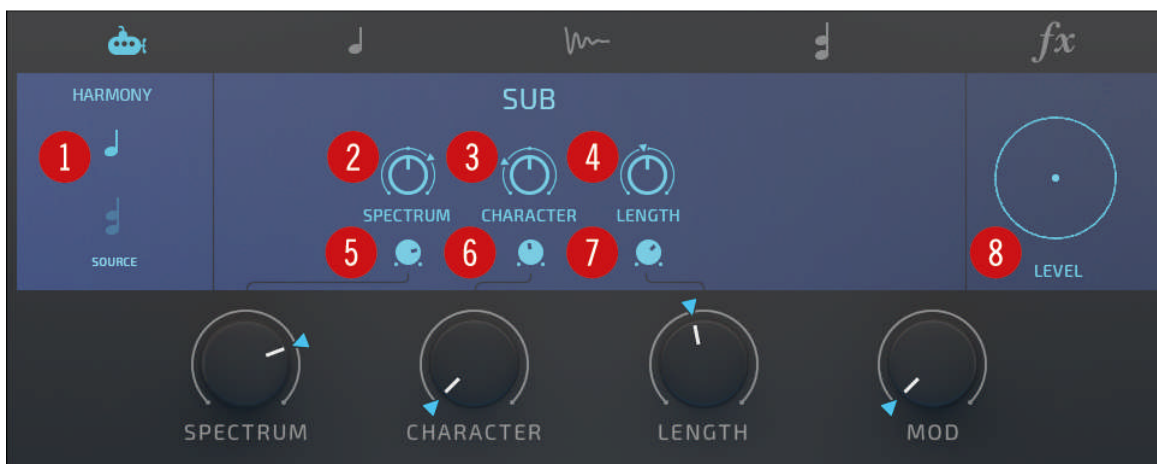 fx
HARMONY
SUB
1
2
3
4
SPECTRUM
CHARACTER
LENGTH
SOURCE
5
6
7
8
LEVEL
SPECTRUM
CHARACTER
LENGTH
MOD